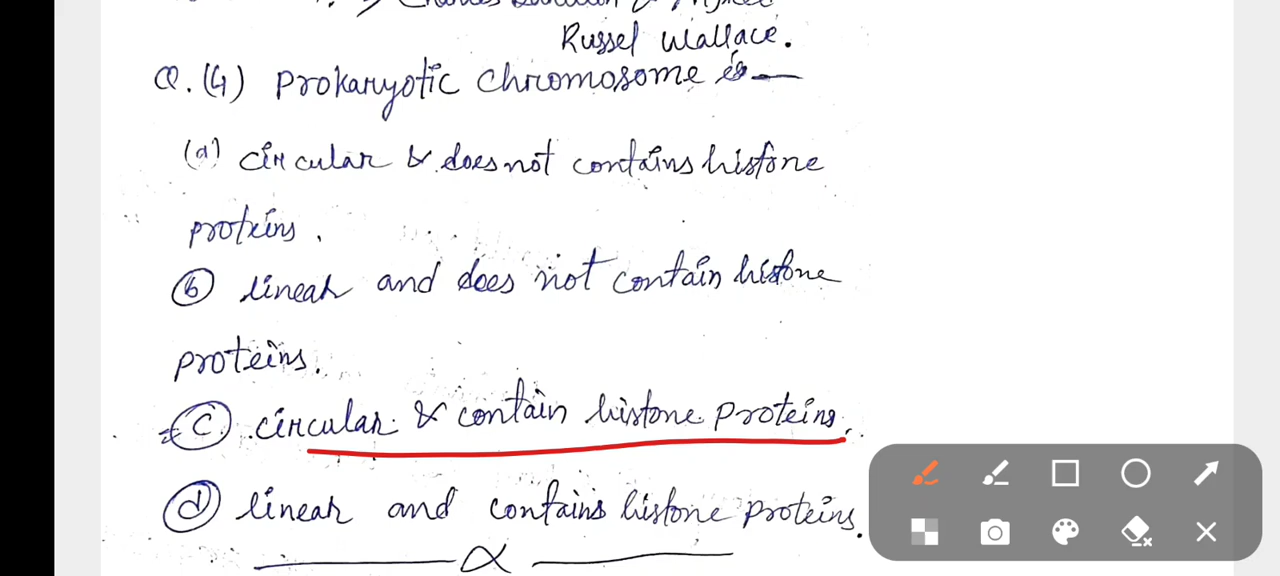 Russel Wallace.
Q. (4) Prokaryotic chromosome is —
(a) circular & does not contains histone
proteins.
(b) linear and does not contain histone
proteins.
(c) circular & contain histone proteins.
(d) linear and contains histone proteins.